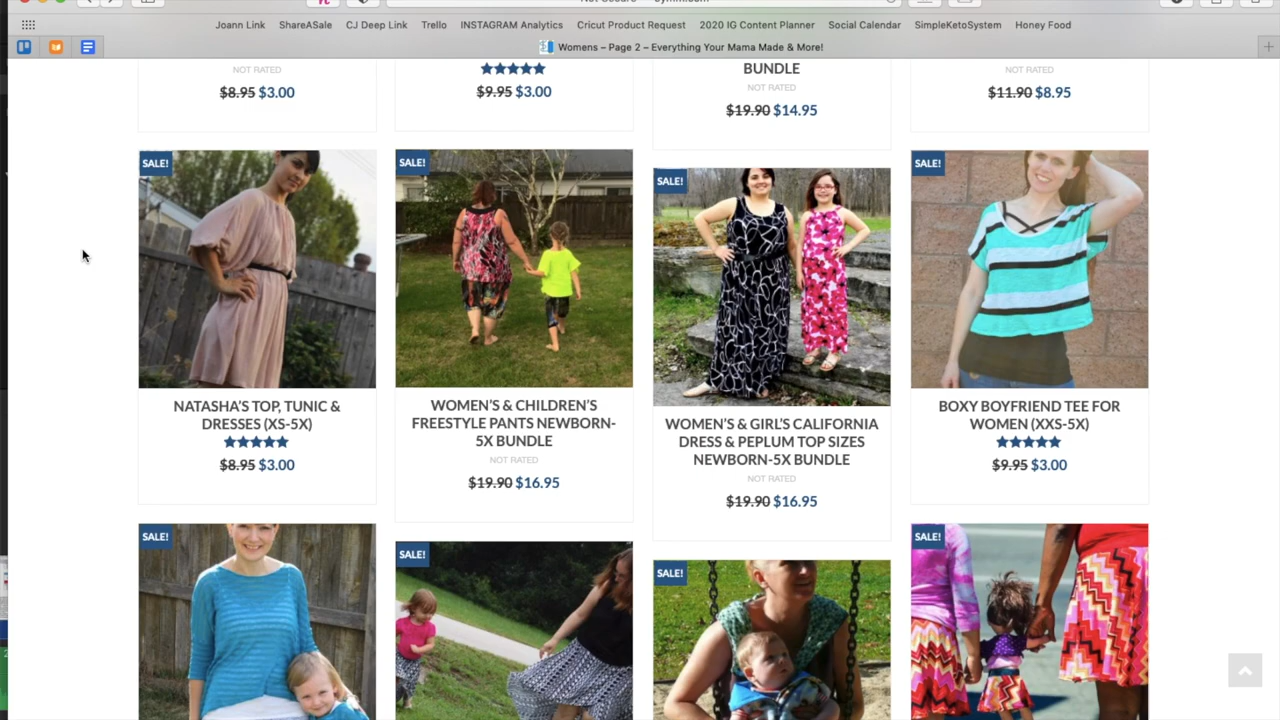 Joann Link ShareASale CJ Deep Link Trello INSTAGRAM Analytics Cricut Product Request 2020 IG Content Planner Social Calendar SimpleKetoSystem Honey Food
Womens – Page 2 – Everything Your Mama Made & More!
NOT RATED
$8.95 $3.00
$9.95 $3.00
BUNDLE
NOT RATED
$19.90 $14.95
NOT RATED
$11.90 $8.95
SALE!
NATASHA'S TOP, TUNIC &
DRESSES (XS-5X)
$8.95 $3.00
SALE!
WOMEN'S & CHILDREN'S
FREESTYLE PANTS NEWBORN-
5X BUNDLE
NOT RATED
$19.90 $16.95
SALE!
WOMEN'S & GIRL'S CALIFORNIA
DRESS & PEPLUM TOP SIZES
NEWBORN-5X BUNDLE
NOT RATED
$19.90 $16.95
SALE!
BOXY BOYFRIEND TEE FOR
WOMEN (XXS-5X)
$9.95 $3.00
SALE!
SALE!
SALE!
SALE!